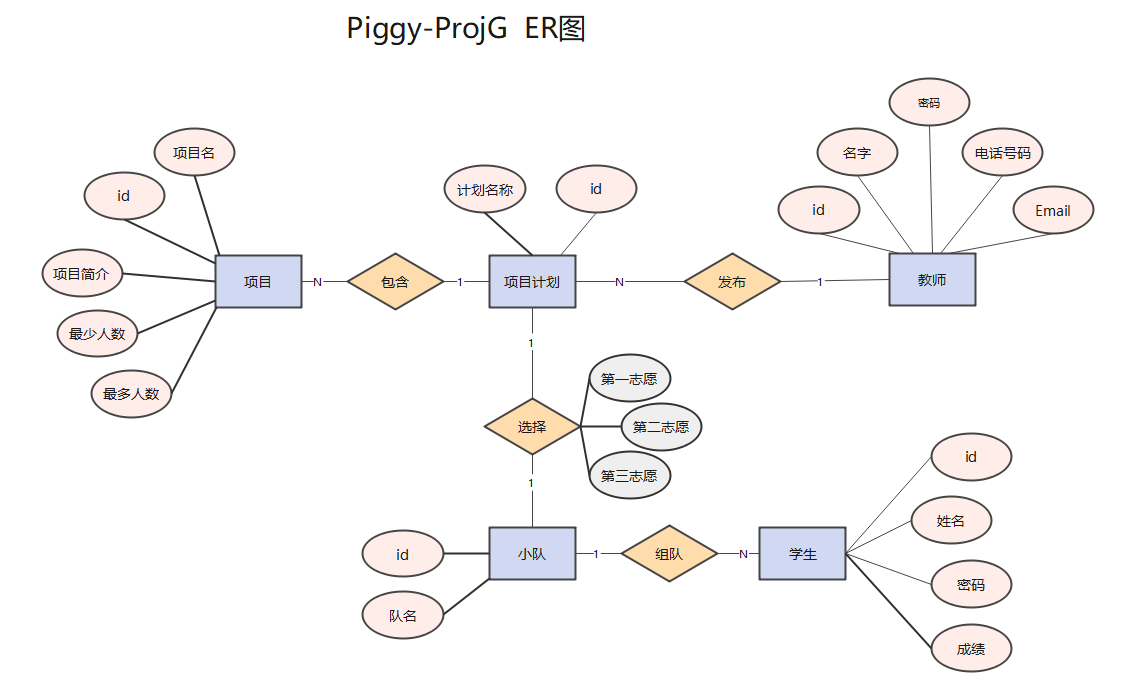 Piggy-ProjG ER图
密码
项目名
名字
电话号码
id
计划名称
id
id
Email
项目简介
项目
N
包含
1
项目计划
N
发布
1
教师
最少人数
1
最多人数
第一志愿
选择
第二志愿
第三志愿
1
id
姓名
id
小队
1
组队
N
学生
密码
队名
成绩